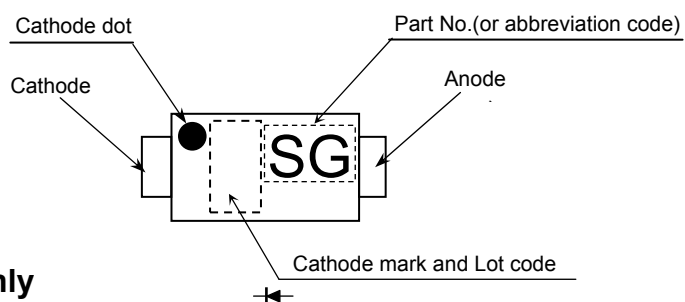 Cathode dot
Part No.(or abbreviation code)
Cathode
Anode
SG
Cathode mark and Lot code